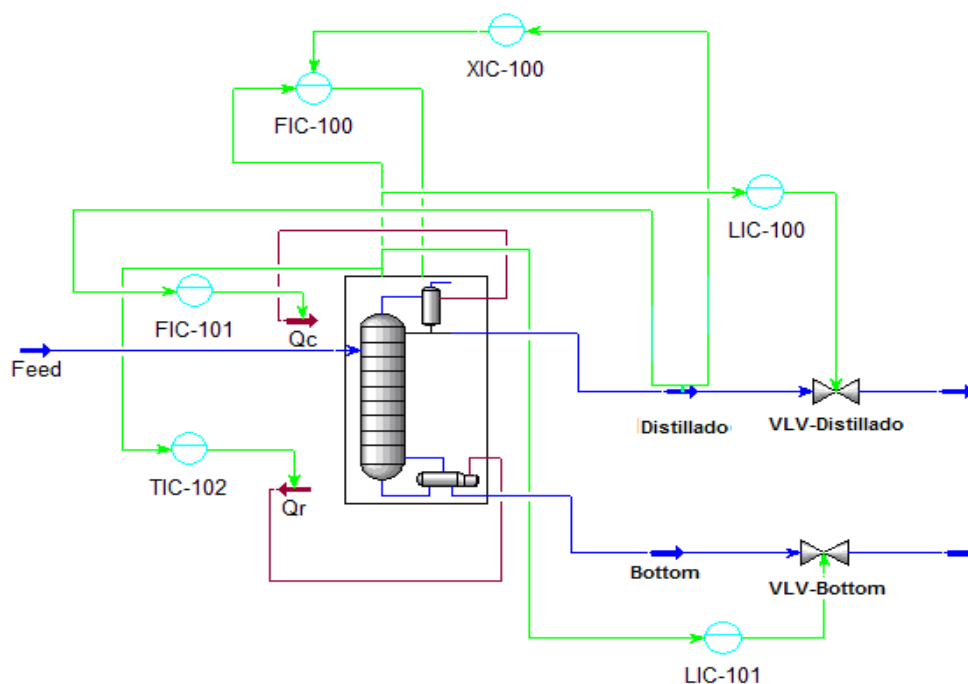 XIC-100
FIC-100
LIC-100
FIC-101
Qc
Feed
Distillado
VLV-Distillado
TIC-102
Qr
Bottom
VLV-Bottom
LIC-101